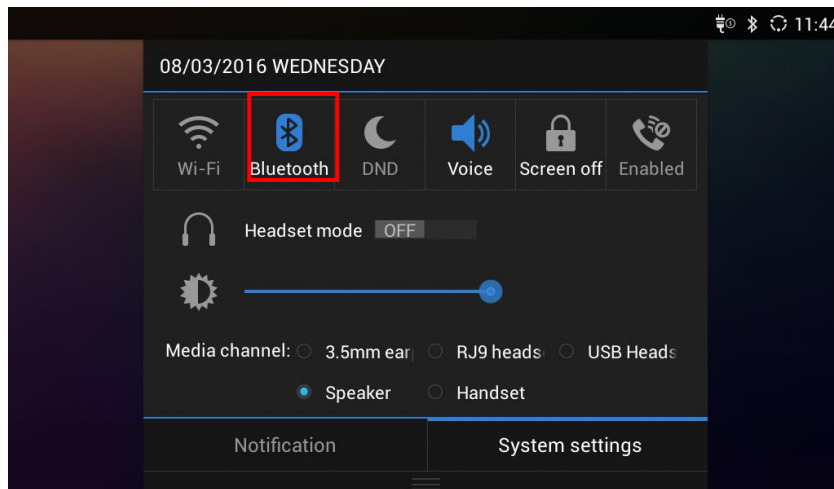 11:44
08/03/2016 WEDNESDAY
Wi-Fi Bluetooth DND Voice Screen off Enabled
Headset mode OFF
Media channel: 3.5mm ear RJ9 heads USB Heads
Speaker Handset
Notification System settings